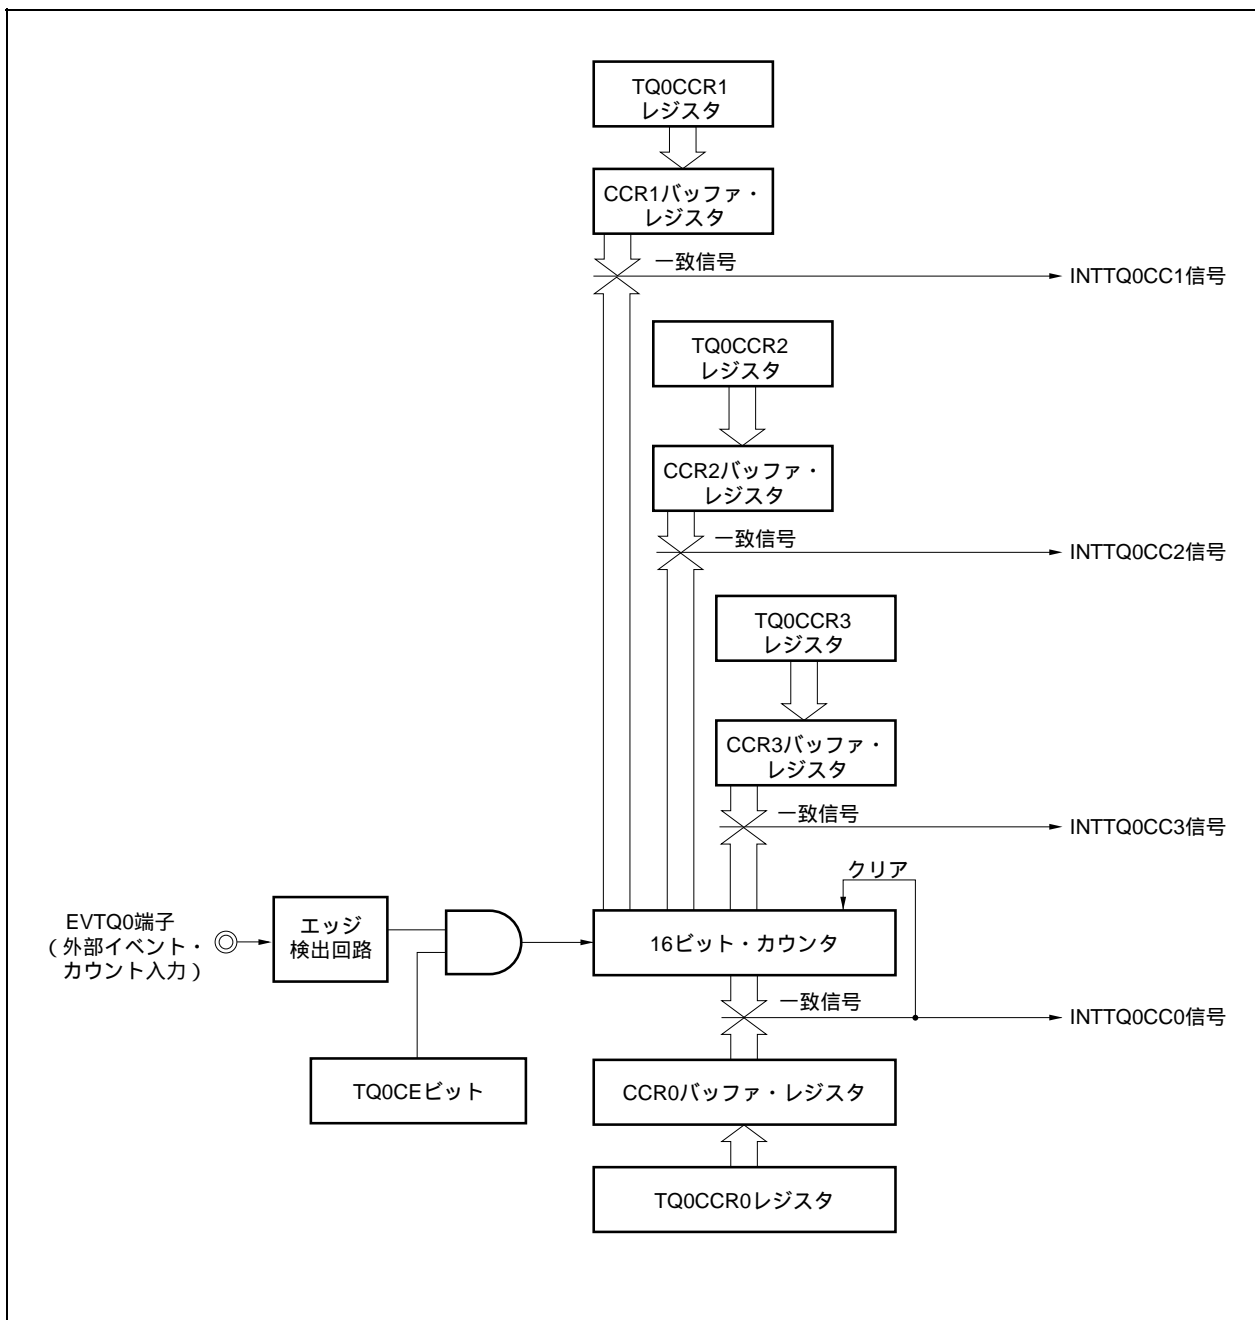 TQ0CCR1
レジスタ
CCR1バッファ・
レジスタ
一致信号
INTTQ0CC1信号
TQ0CCR2
レジスタ
CCR2バッファ・
レジスタ
一致信号
INTTQ0CC2信号
TQ0CCR3
レジスタ
CCR3バッファ・
レジスタ
一致信号
INTTQ0CC3信号
クリア
EVTQ0端子
(外部イベント・
カウント入力)
エッジ
検出回路
16ビット・カウンタ
一致信号
INTTQ0CC0信号
TQ0CEビット
CCR0バッファ・レジスタ
TQ0CCR0レジスタ